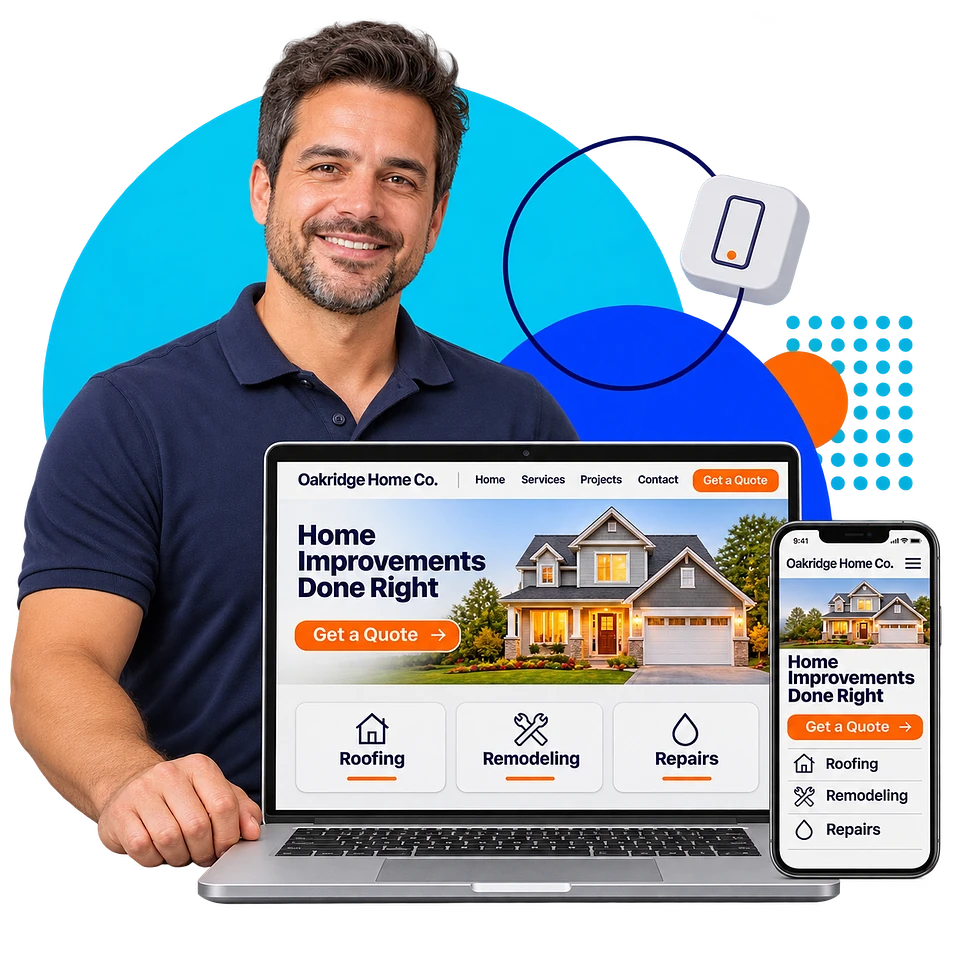 Oakridge Home Co.
Home Services Projects Contact Get a Quote
Home
Improvements
Done Right
Get a Quote →
Roofing
Remodeling
Repairs
9:41
Oakridge Home Co.
Home
Improvements
Done Right
Get a Quote →
Roofing
Remodeling
Repairs